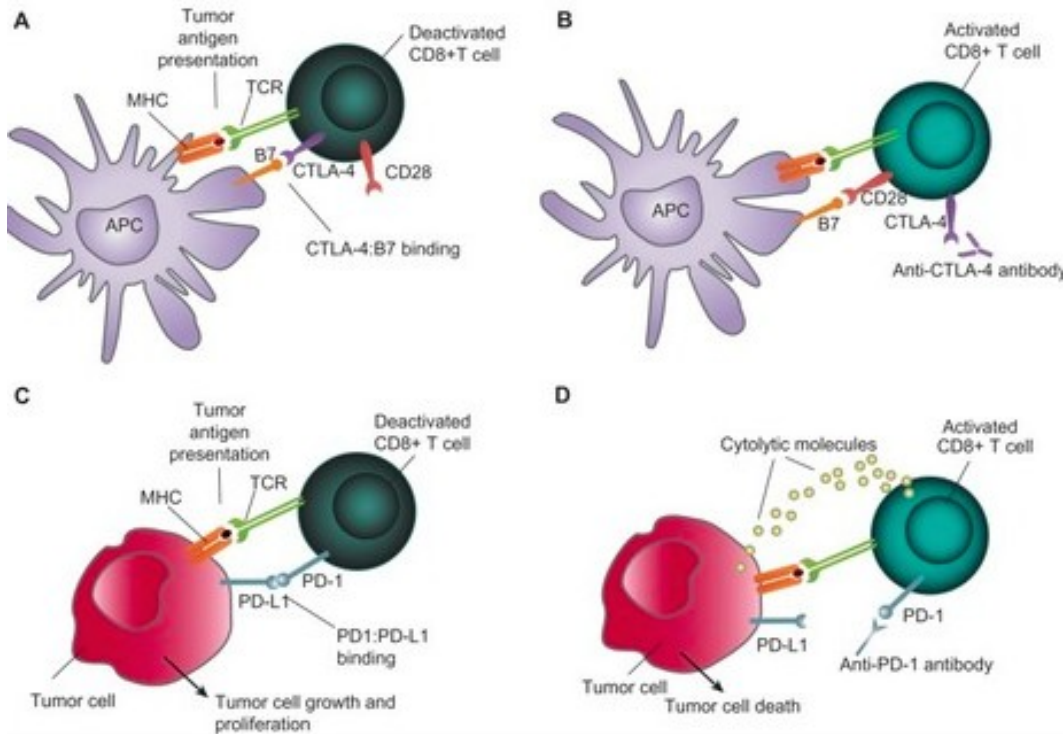 A
Tumor
antigen
presentation
Deactivated
CD8+T cell
MHC
TCR
B7
CTLA-4
CD28
APC
CTLA-4:B7 binding
B
Activated
CD8+ T cell
APC
CD28
B7
CTLA-4
Anti-CTLA-4 antibody
C
Tumor
antigen
presentation
Deactivated
CD8+ T cell
MHC
TCR
PD-1
PD-L1
PD1:PD-L1
binding
Tumor cell
Tumor cell growth and
proliferation
D
Cytolytic molecules
Activated
CD8+ T cell
PD-1
PD-L1
Anti-PD-1 antibody
Tumor cell
Tumor cell death